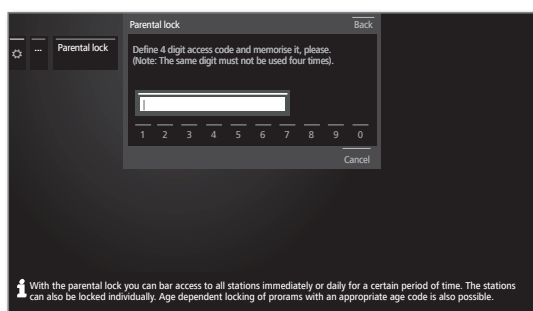 Parental lock
Back
... Parental lock
Define 4 digit access code and memorise it, please.
(Note: The same digit must not be used four times).
1 2 3 4 5 6 7 8 9 0
Cancel
With the parental lock you can bar access to all stations immediately or daily for a certain period of time. The stations
can also be locked individually. Age dependent locking of prorams with an appropriate age code is also possible.